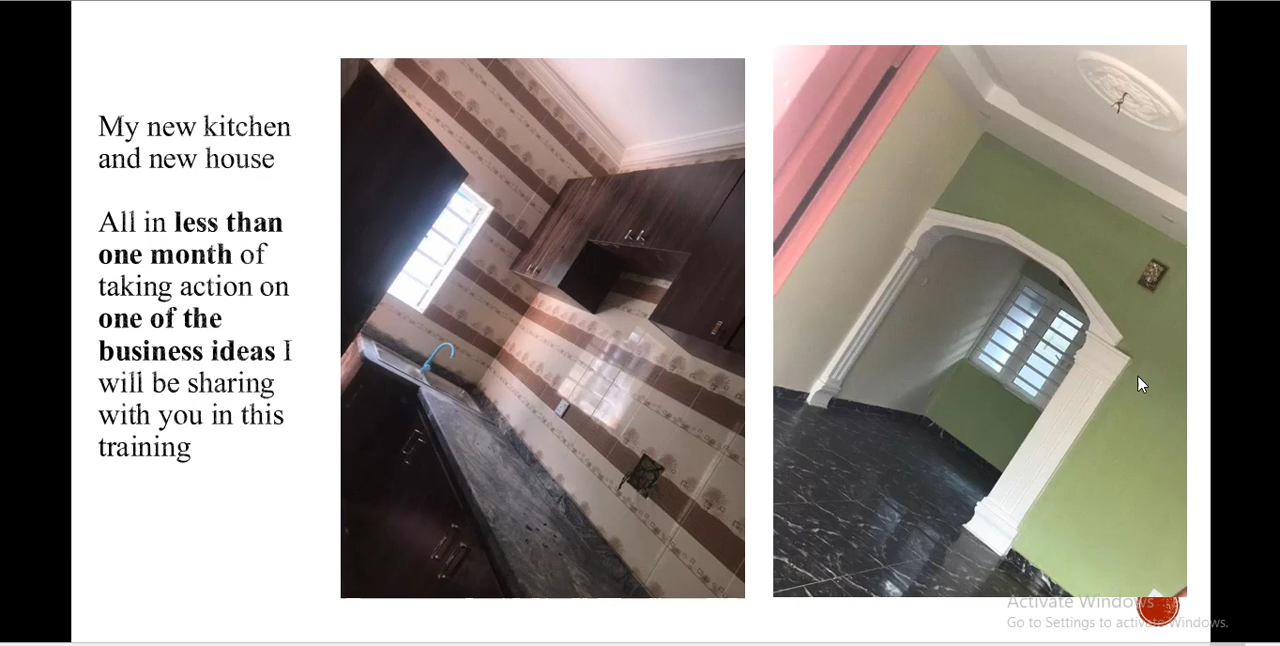 My new kitchen
and new house
All in less than
one month of
taking action on
one of the
business ideas I
will be sharing
with you in this
training
Activate Windows
Go to Settings to activate Windows.